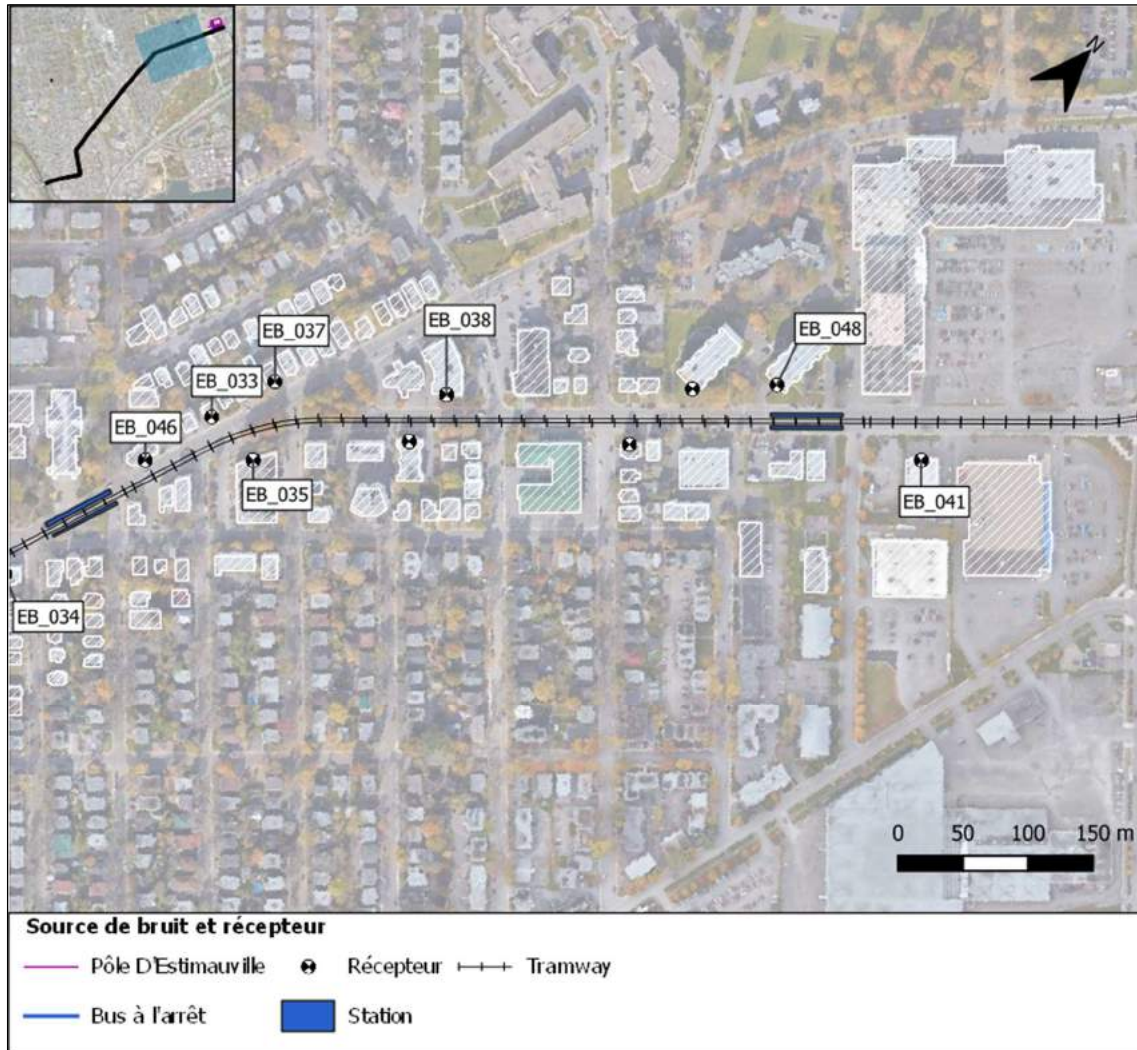 N
EB_037
EB_038
EB_048
EB_033
EB_046
EB_035
EB_041
EB_034
0 50 100 150 m
Source de bruit et récepteur
Pôle D'Estimauville Récepteur Tramway
Bus à l'arrêt Station